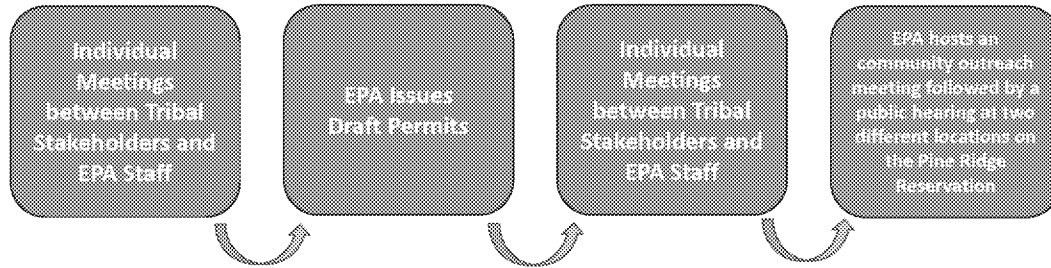 Individual
Meetings
between Tribal
Stakeholders and
EPA Staff
EPA Issues
Draft Permits
Individual
Meetings
between Tribal
Stakeholders and
EPA Staff
EPA hosts an
community outreach
meeting followed by a
public hearing at two
different locations on
the Pine Ridge
Reservation